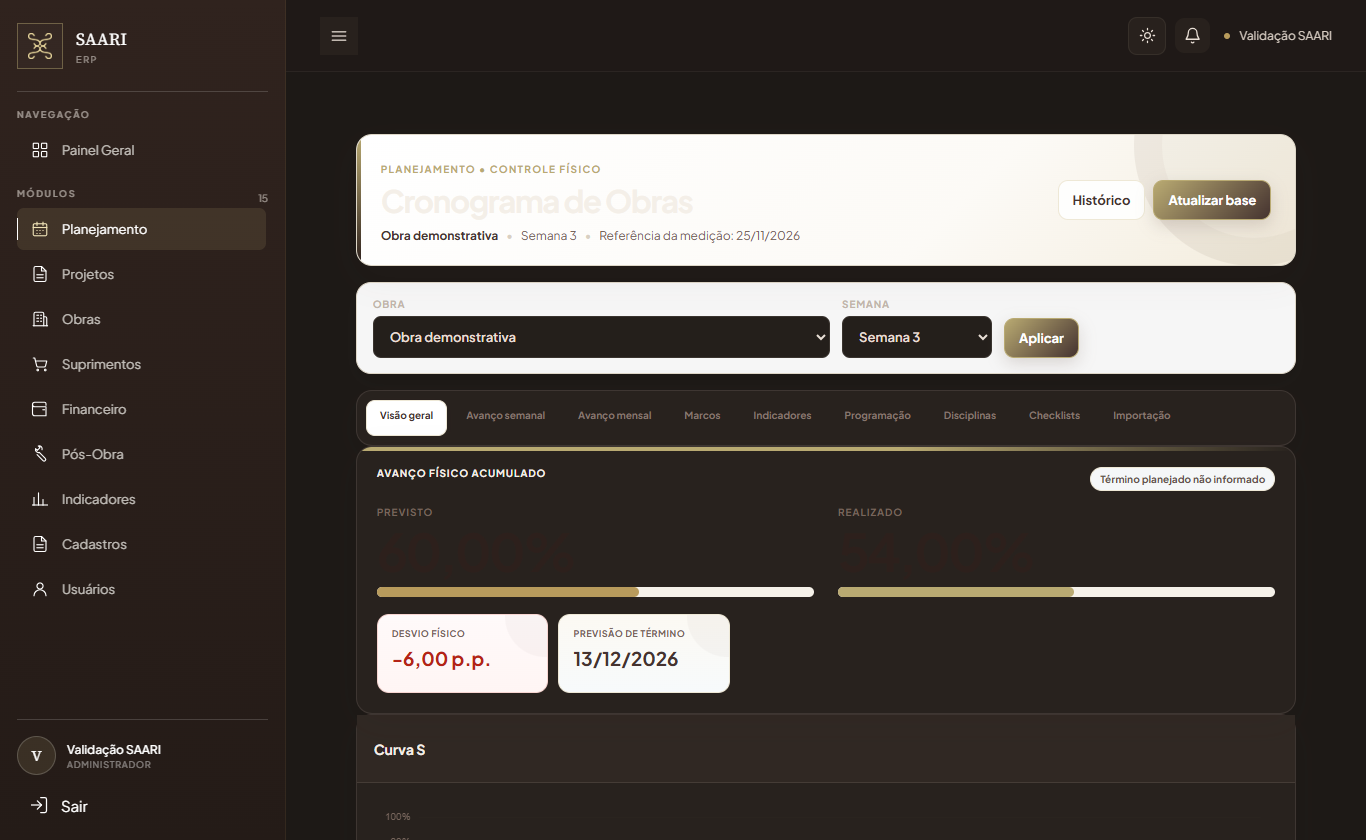 SAARI
ERP
NAVEGAÇÃO
Painel Geral
MÓDULOS
15
Planejamento
Projetos
Obras
Suprimentos
Financeiro
Pós-Obra
Indicadores
Cadastros
Usuários
V
Validação SAARI
ADMINISTRADOR
Sair
Validação SAARI
PLANEJAMENTO • CONTROLE FÍSICO
Cronograma de Obras
Obra demonstrativa • Semana 3 • Referência da medição: 25/11/2026
Histórico
Atualizar base
OBRA
SEMANA
Obra demonstrativa
Semana 3
Aplicar
Visão geral
Avanço semanal
Avanço mensal
Marcos
Indicadores
Programação
Disciplinas
Checklists
Importação
AVANÇO FÍSICO ACUMULADO
Término planejado não informado
PREVISTO
REALIZADO
60,00%
54,00%
DESVIO FÍSICO
-6,00 p.p.
PREVISÃO DE TÉRMINO
13/12/2026
Curva S
100%